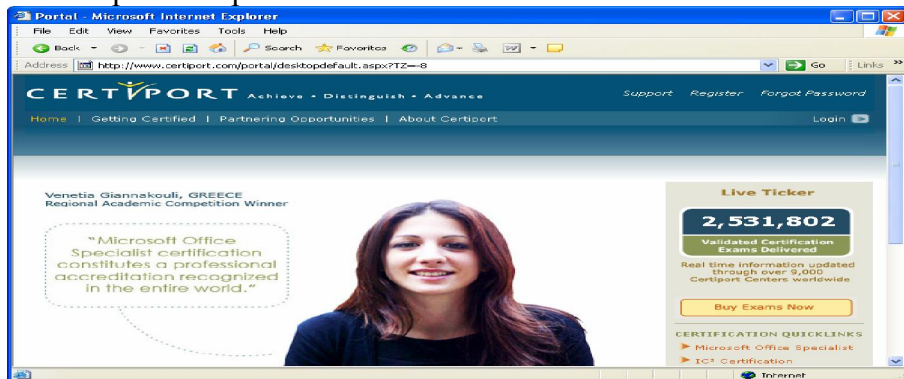 Portal - Microsoft Internet Explorer
File Edit View Favorites Tools Help
Back Search Favorites
Address http://www.certiport.com/portal/desktopdefault.aspx?TZ=-8 Go Links »
CERTIPORT Achieve • Distinguish • Advance
Support Register Forgot Password
Home | Getting Certified | Partnering Opportunities | About Certiport
Login
Venetia Giannakouli, GREECE
Regional Academic Competition Winner
"Microsoft Office
Specialist certification
constitutes a professional
accreditation recognized
in the entire world."
Live Ticker
2,531,802
Validated Certification
Exams Delivered
Real time information updated
through over 9,000
Certiport Centers worldwide
Buy Exams Now
CERTIFICATION QUICKLINKS
Microsoft Office Specialist
IC³ Certification
Internet